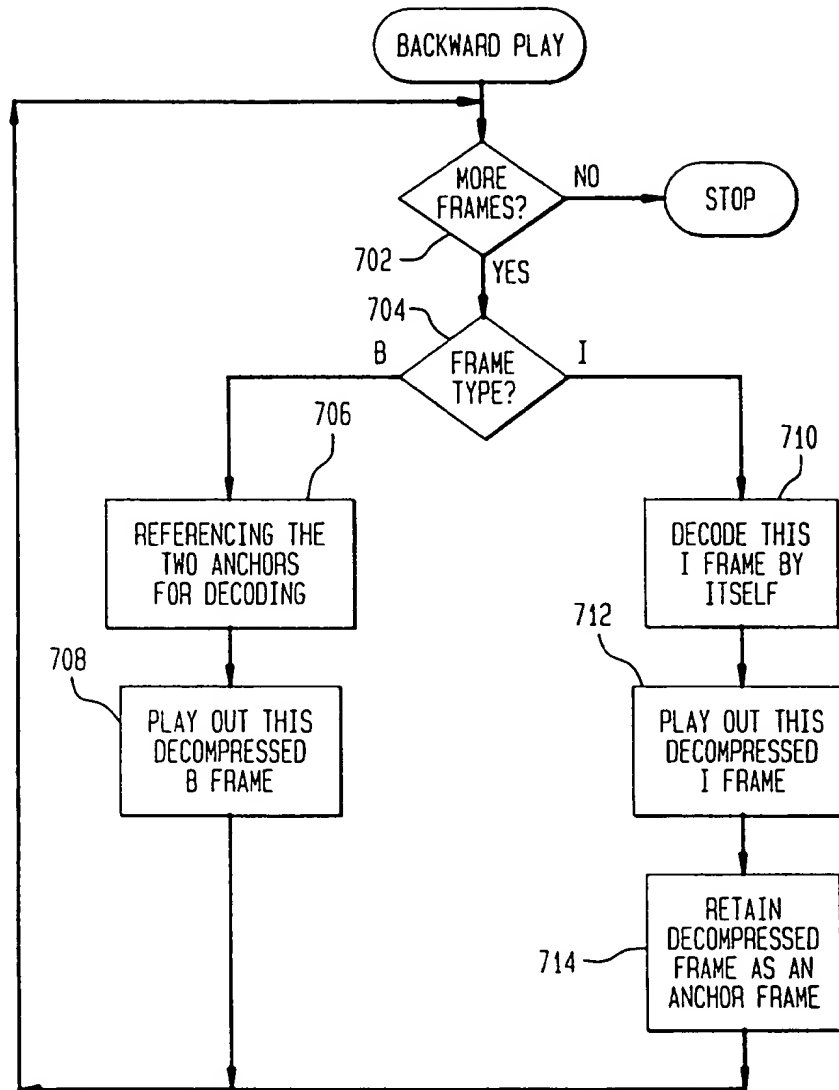 BACKWARD PLAY
MORE
FRAMES?
NO
STOP
702
YES
704
B
FRAME
TYPE?
I
706
REFERENCING THE
TWO ANCHORS
FOR DECODING
708
PLAY OUT THIS
DECOMPRESSED
B FRAME
710
DECODE THIS
I FRAME BY
ITSELF
712
PLAY OUT THIS
DECOMPRESSED
I FRAME
714
RETAIN
DECOMPRESSED
FRAME AS AN
ANCHOR FRAME